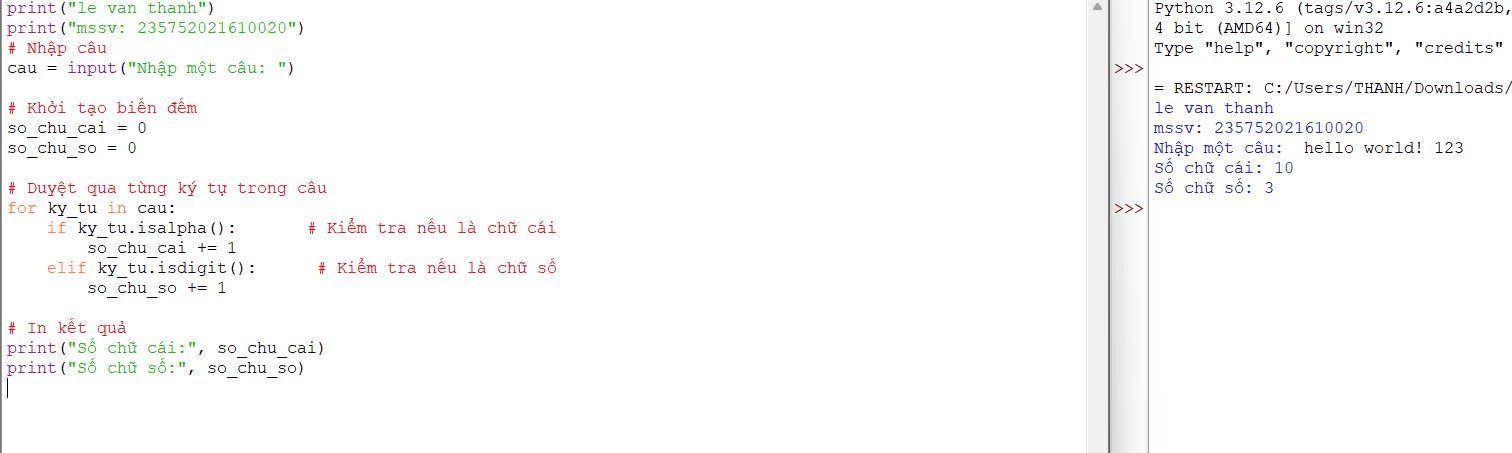 print("le van thanh")
print("mssv: 235752021610020")
# Nhập câu
cau = input("Nhập một câu: ")
# Khởi tạo biến đếm
so_chu_cai = 0
so_chu_so = 0
# Duyệt qua từng ký tự trong câu
for ky_tu in cau:
    if ky_tu.isalpha():       # Kiểm tra nếu là chữ cái
        so_chu_cai += 1
    elif ky_tu.isdigit():      # Kiểm tra nếu là chữ số
        so_chu_so += 1
# In kết quả
print("Số chữ cái:", so_chu_cai)
print("Số chữ số:", so_chu_so)
Python 3.12.6 (tags/v3.12.6:a4a2d2b,
4 bit (AMD64)] on win32
Type "help", "copyright", "credits"
>>>
= RESTART: C:/Users/THANH/Downloads/
le van thanh
mssv: 235752021610020
Nhập một câu:  hello world! 123
Số chữ cái: 10
Số chữ số: 3
>>>